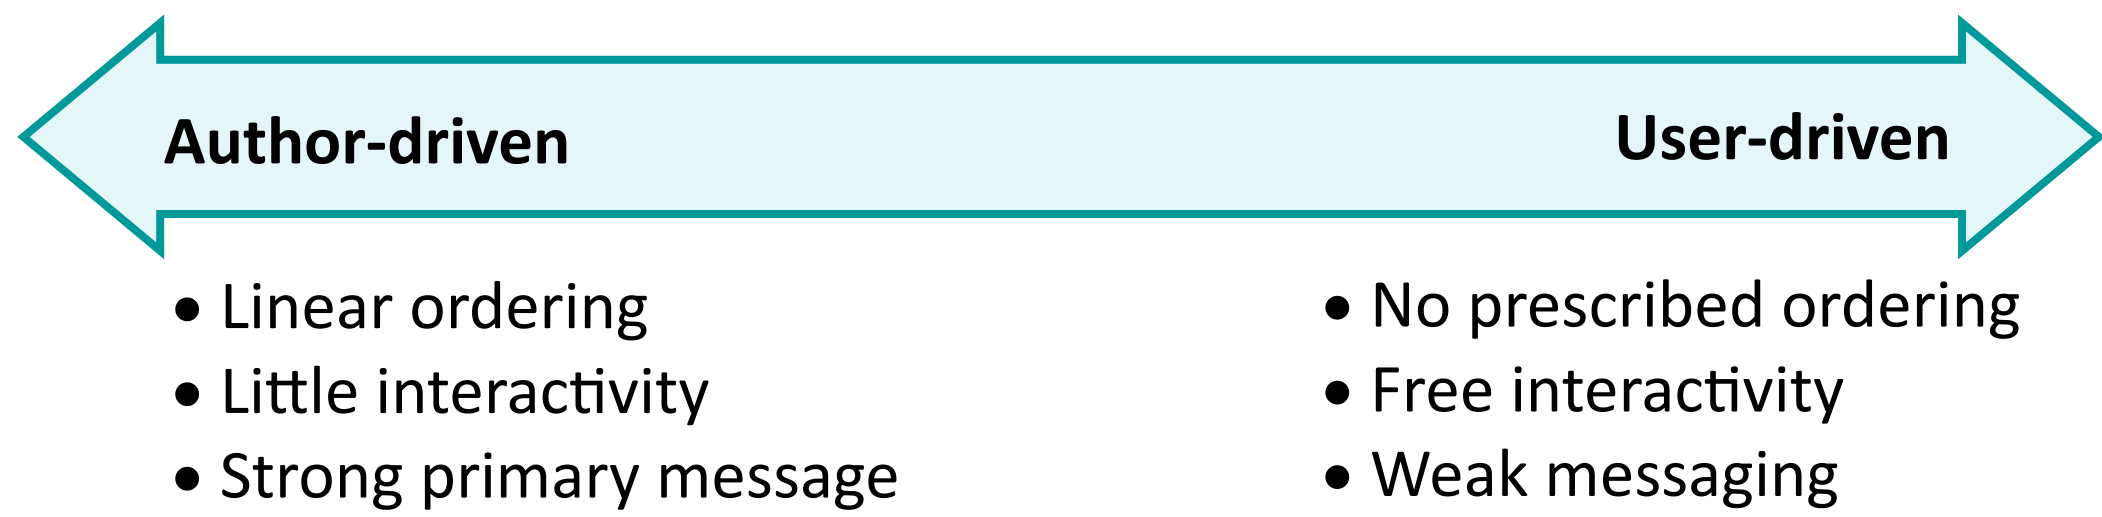 Author-driven
User-driven
• Linear ordering
• Little interactivity
• Strong primary message
• No prescribed ordering
• Free interactivity
• Weak messaging